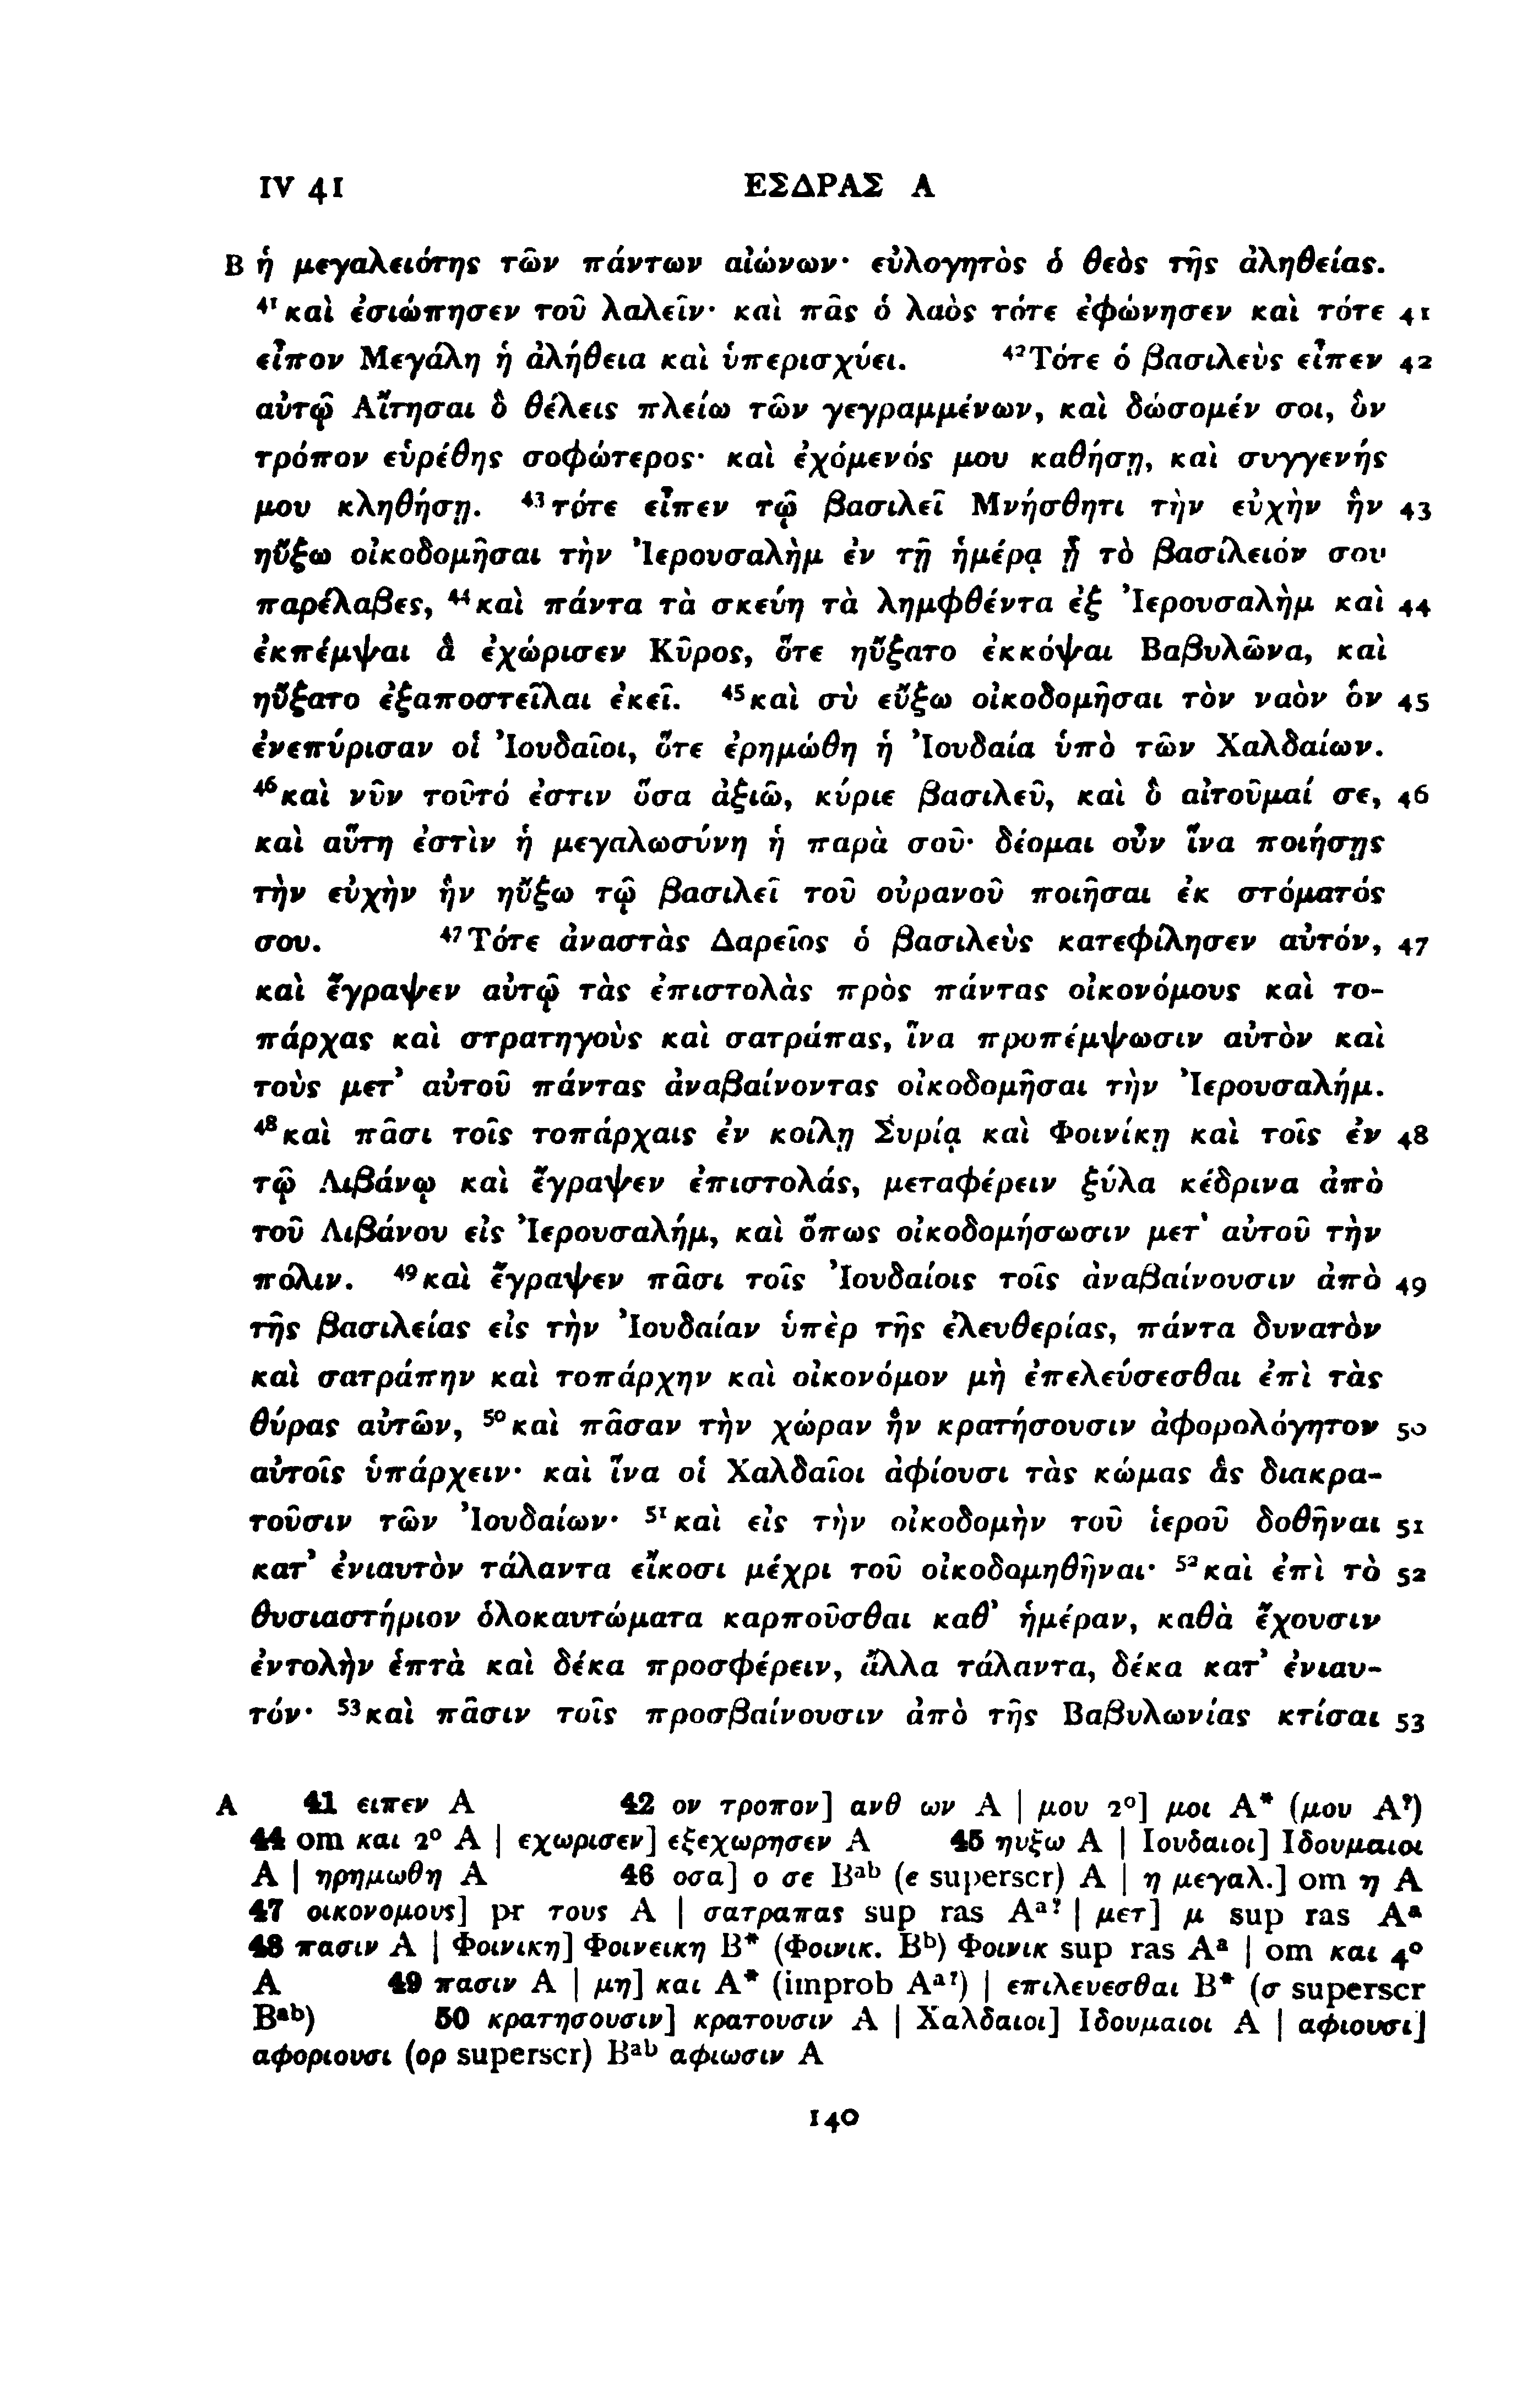 IV 41 ΕΣΔΡΑΣ Α
B ἡ μεγαλειότης τῶν πάντων αἰώνων· εὐλογητὸς ὁ θεὸς τῆς ἀληθείας.
⁴¹καὶ ἐσιώπησεν τοῦ λαλεῖν· καὶ πᾶς ὁ λαὸς τότε ἐφώνησεν καὶ τότε 41
εἶπον Μεγάλη ἡ ἀλήθεια καὶ ὑπερισχύει. ⁴²Τότε ὁ βασιλεὺς εἶπεν 42
αὐτῷ Αἴτησαι ὃ θέλεις πλείω τῶν γεγραμμένων, καὶ δώσομέν σοι, ὃν
τρόπον εὑρέθης σοφώτερος· καὶ ἐχόμενός μου καθήσῃ, καὶ συγγενής
μου κληθήσῃ. ⁴³τότε εἶπεν τῷ βασιλεῖ Μνήσθητι τὴν εὐχὴν ἣν 43
ηὔξω οἰκοδομῆσαι τὴν Ἰερουσαλὴμ ἐν τῇ ἡμέρᾳ ᾗ τὸ βασίλειόν σου
παρέλαβες, ⁴⁴καὶ πάντα τὰ σκεύη τὰ λημφθέντα ἐξ Ἰερουσαλὴμ καὶ 44
ἐκπέμψαι ἃ ἐχώρισεν Κῦρος, ὅτε ηὔξατο ἐκκόψαι Βαβυλῶνα, καὶ
ηὔξατο ἐξαποστεῖλαι ἐκεῖ. ⁴⁵καὶ σὺ εὔξω οἰκοδομῆσαι τὸν ναὸν ὃν 45
ἐνεπύρισαν οἱ Ἰουδαῖοι, ὅτε ἐρημώθη ἡ Ἰουδαία ὑπὸ τῶν Χαλδαίων.
⁴⁶καὶ νῦν τοῦτό ἐστιν ὅσα ἀξιῶ, κύριε βασιλεῦ, καὶ ὃ αἰτοῦμαί σε, 46
καὶ αὕτη ἐστὶν ἡ μεγαλωσύνη ἡ παρὰ σοῦ· δέομαι οὖν ἵνα ποιήσῃς
τὴν εὐχὴν ἣν ηὔξω τῷ βασιλεῖ τοῦ οὐρανοῦ ποιῆσαι ἐκ στόματός
σου. ⁴⁷Τότε ἀναστὰς Δαρεῖος ὁ βασιλεὺς κατεφίλησεν αὐτόν, 47
καὶ ἔγραψεν αὐτῷ τὰς ἐπιστολὰς πρὸς πάντας οἰκονόμους καὶ το-
πάρχας καὶ στρατηγοὺς καὶ σατράπας, ἵνα προπέμψωσιν αὐτὸν καὶ
τοὺς μετ᾽ αὐτοῦ πάντας ἀναβαίνοντας οἰκοδομῆσαι τὴν Ἰερουσαλήμ.
⁴⁸καὶ πᾶσι τοῖς τοπάρχαις ἐν κοίλῃ Συρίᾳ καὶ Φοινίκῃ καὶ τοῖς ἐν 48
τῷ Λιβάνῳ καὶ ἔγραψεν ἐπιστολάς, μεταφέρειν ξύλα κέδρινα ἀπὸ
τοῦ Λιβάνου εἰς Ἰερουσαλήμ, καὶ ὅπως οἰκοδομήσωσιν μετ᾽ αὐτοῦ τὴν
πόλιν. ⁴⁹καὶ ἔγραψεν πᾶσι τοῖς Ἰουδαίοις τοῖς ἀναβαίνουσιν ἀπὸ 49
τῆς βασιλείας εἰς τὴν Ἰουδαίαν ὑπὲρ τῆς ἐλευθερίας, πάντα δυνατὸν
καὶ σατράπην καὶ τοπάρχην καὶ οἰκονόμον μὴ ἐπελεύσεσθαι ἐπὶ τὰς
θύρας αὐτῶν, ⁵⁰καὶ πᾶσαν τὴν χώραν ἣν κρατήσουσιν ἀφορολόγητον 50
αὐτοῖς ὑπάρχειν· καὶ ἵνα οἱ Χαλδαῖοι ἀφίουσι τὰς κώμας ἃς διακρα-
τοῦσιν τῶν Ἰουδαίων· ⁵¹καὶ εἰς τὴν οἰκοδομὴν τοῦ ἱεροῦ δοθῆναι 51
κατ᾽ ἐνιαυτὸν τάλαντα εἴκοσι μέχρι τοῦ οἰκοδομηθῆναι· ⁵²καὶ ἐπὶ τὸ 52
θυσιαστήριον ὁλοκαυτώματα καρποῦσθαι καθ᾽ ἡμέραν, καθὰ ἔχουσιν
ἐντολὴν ἑπτὰ καὶ δέκα προσφέρειν, ἄλλα τάλαντα, δέκα κατ᾽ ἐνιαυ-
τόν· ⁵³καὶ πᾶσιν τοῖς προσβαίνουσιν ἀπὸ τῆς Βαβυλωνίας κτίσαι 53
A 41 ειπεν A 42 ον τροπον] ανθ ων A | μου 2°] μοι A* (μου A?)
44 om και 2° A | εχωρισεν] εξεχωρησεν A 45 ηυξω A | Ιουδαιοι] Ιδουμαιοι
A | ηρημωθη A 46 οσα] ο σε Bᵃᵇ (ε superscr) A | η μεγαλ.] om η A
47 οικονομους] pr τους A | σατραπας sup ras Aᵃ? | μετ] μ sup ras Aᵃ
48 πασιν A | Φοινικη] Φοινεικη B* (Φοινικ. Bᵇ) Φοινικ sup ras Aᵃ | om και 4°
A 49 πασιν A | μη] και A* (improb Aᵃ?) | επιλευεσθαι B* (σ superscr
Bᵃᵇ) 50 κρατησουσιν] κρατουσιν A | Χαλδαιοι] Ιδουμαιοι A | αφιουσι]
αφοριουσι (ορ superscr) Bᵃᵇ αφιωσιν A
140